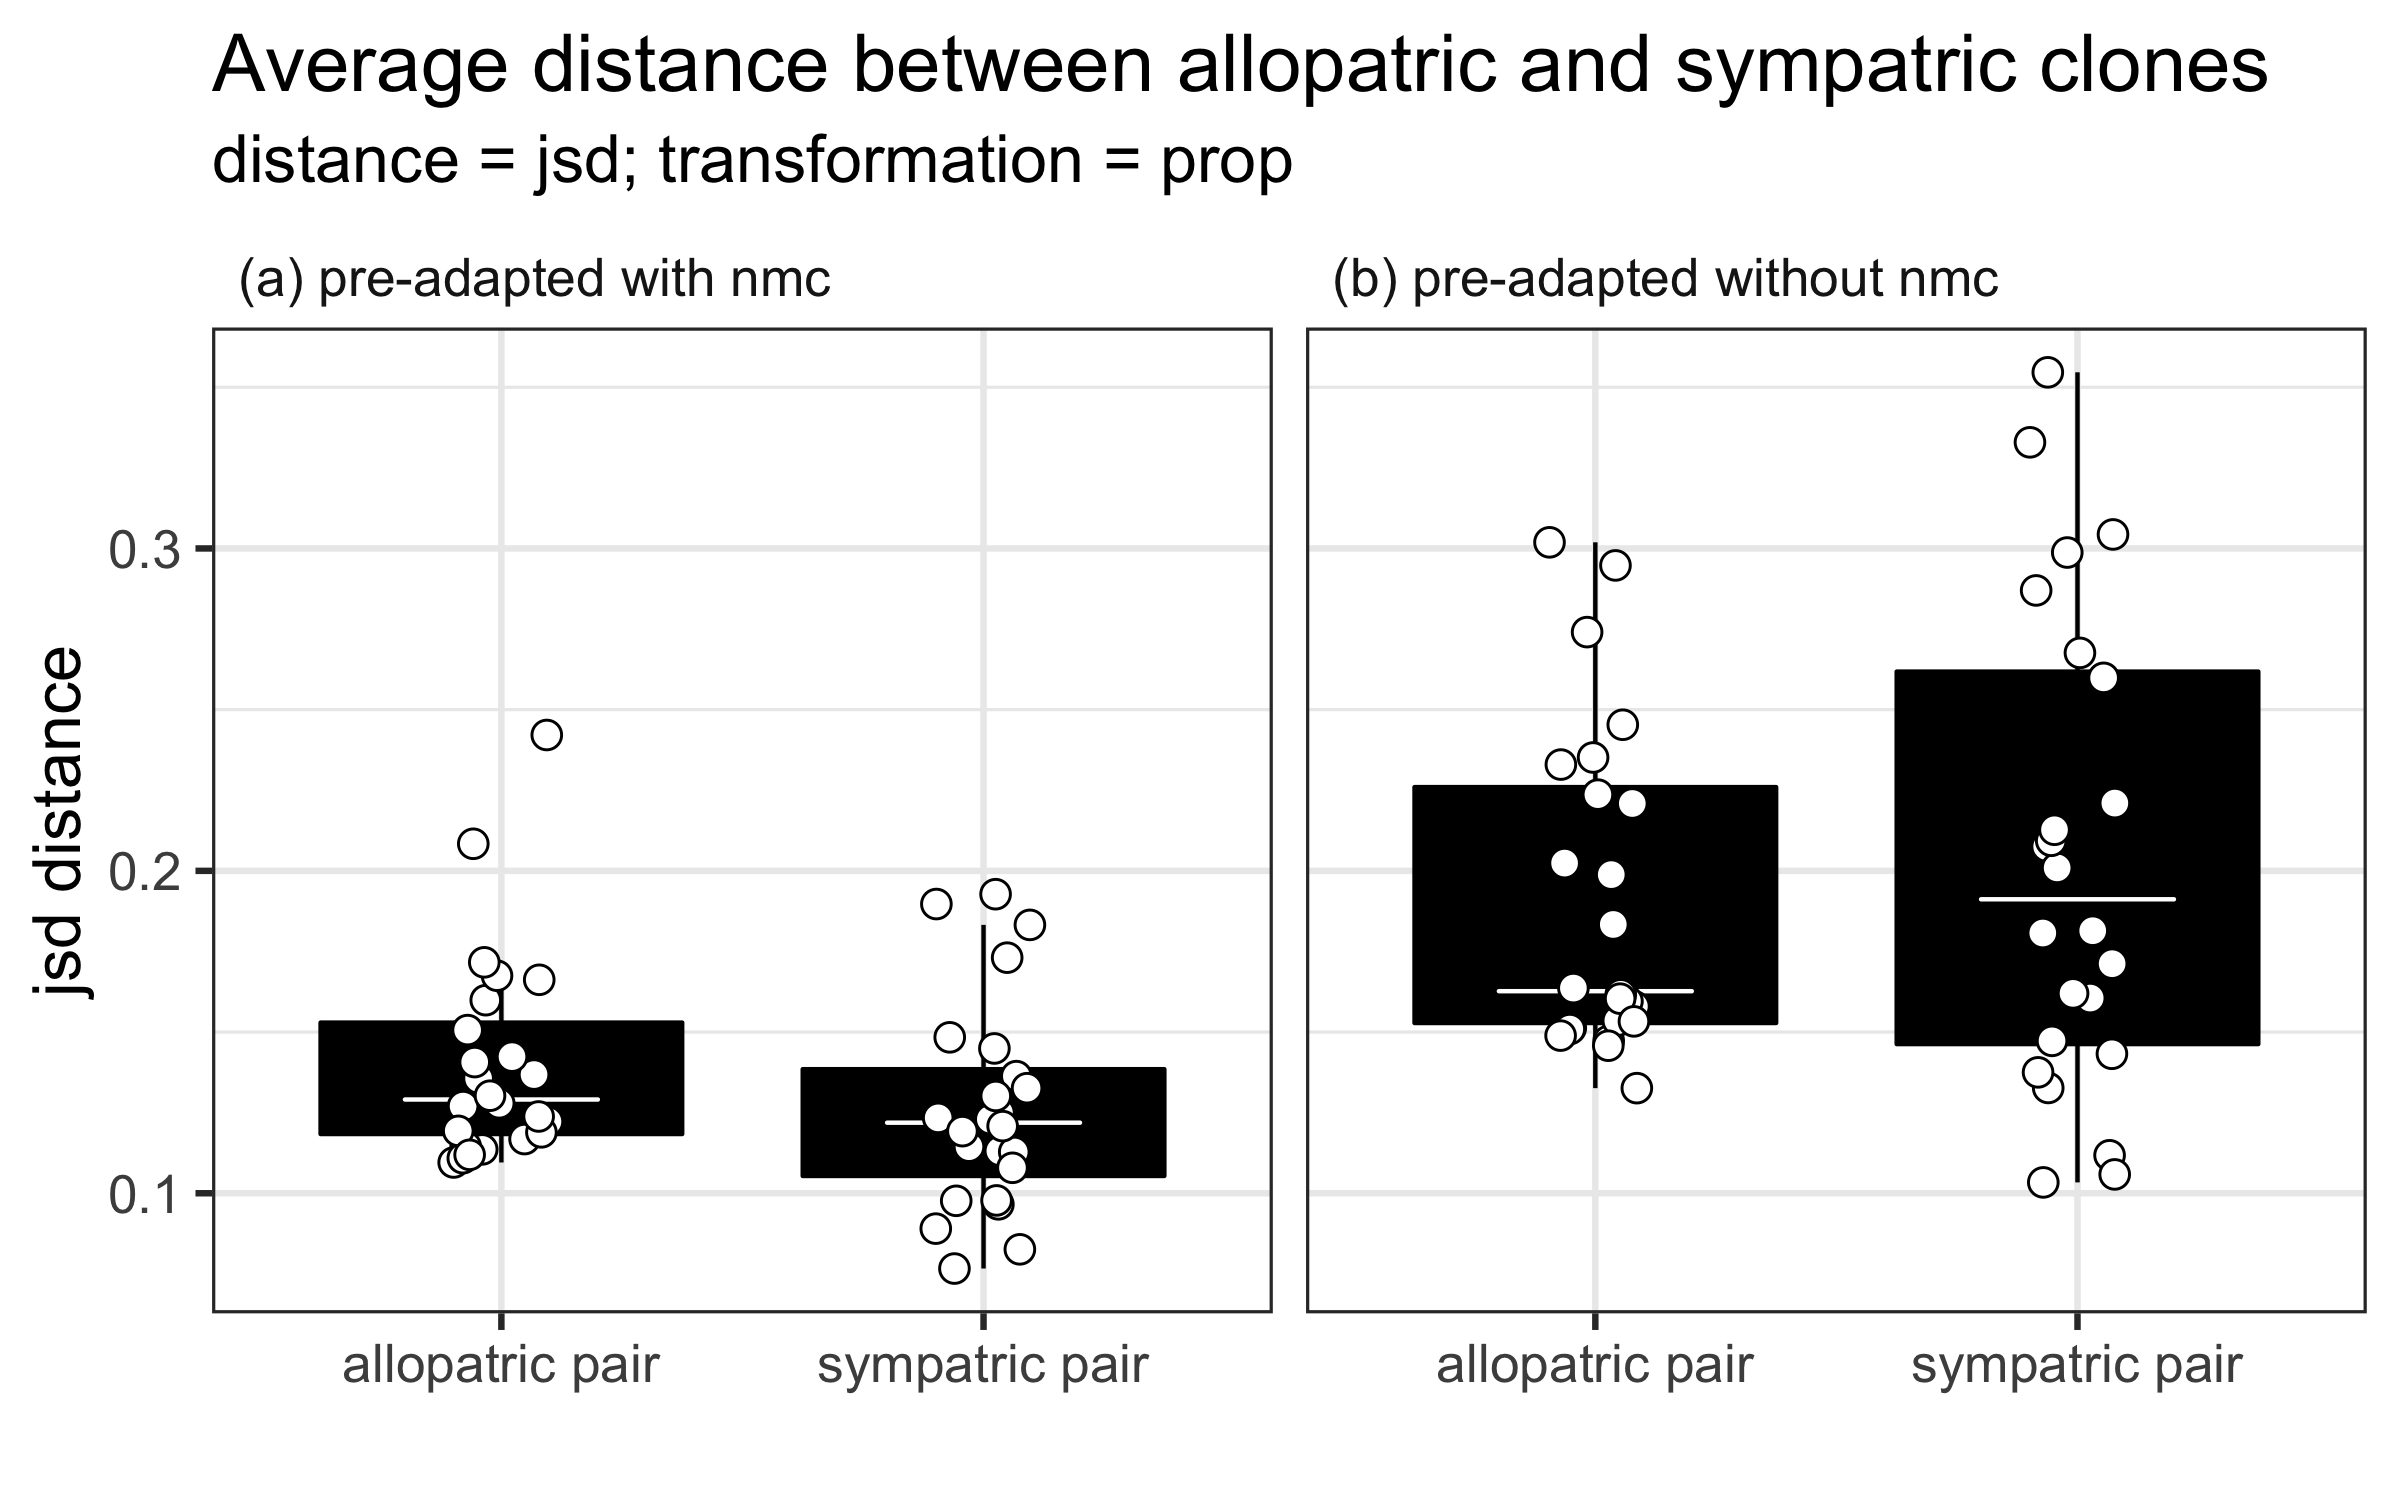 Average distance between allopatric and sympatric clones
distance = jsd; transformation = prop
(a) pre-adapted with nmc
(b) pre-adapted without nmc
jsd distance
0.3
0.2
0.1
allopatric pair
sympatric pair
allopatric pair
sympatric pair